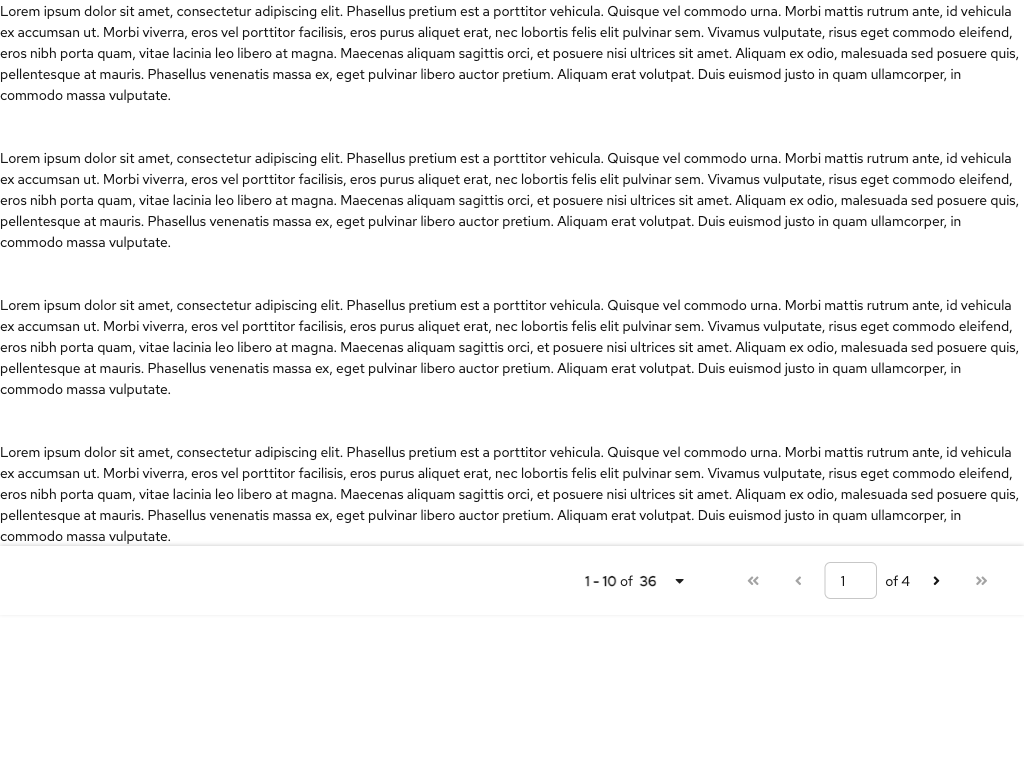 Lorem ipsum dolor sit amet, consectetur adipiscing elit. Phasellus pretium est a porttitor vehicula. Quisque vel commodo urna. Morbi mattis rutrum ante, id vehicula
ex accumsan ut. Morbi viverra, eros vel porttitor facilisis, eros purus aliquet erat, nec lobortis felis elit pulvinar sem. Vivamus vulputate, risus eget commodo eleifend,
eros nibh porta quam, vitae lacinia leo libero at magna. Maecenas aliquam sagittis orci, et posuere nisi ultrices sit amet. Aliquam ex odio, malesuada sed posuere quis,
pellentesque at mauris. Phasellus venenatis massa ex, eget pulvinar libero auctor pretium. Aliquam erat volutpat. Duis euismod justo in quam ullamcorper, in
commodo massa vulputate.
Lorem ipsum dolor sit amet, consectetur adipiscing elit. Phasellus pretium est a porttitor vehicula. Quisque vel commodo urna. Morbi mattis rutrum ante, id vehicula
ex accumsan ut. Morbi viverra, eros vel porttitor facilisis, eros purus aliquet erat, nec lobortis felis elit pulvinar sem. Vivamus vulputate, risus eget commodo eleifend,
eros nibh porta quam, vitae lacinia leo libero at magna. Maecenas aliquam sagittis orci, et posuere nisi ultrices sit amet. Aliquam ex odio, malesuada sed posuere quis,
pellentesque at mauris. Phasellus venenatis massa ex, eget pulvinar libero auctor pretium. Aliquam erat volutpat. Duis euismod justo in quam ullamcorper, in
commodo massa vulputate.
Lorem ipsum dolor sit amet, consectetur adipiscing elit. Phasellus pretium est a porttitor vehicula. Quisque vel commodo urna. Morbi mattis rutrum ante, id vehicula
ex accumsan ut. Morbi viverra, eros vel porttitor facilisis, eros purus aliquet erat, nec lobortis felis elit pulvinar sem. Vivamus vulputate, risus eget commodo eleifend,
eros nibh porta quam, vitae lacinia leo libero at magna. Maecenas aliquam sagittis orci, et posuere nisi ultrices sit amet. Aliquam ex odio, malesuada sed posuere quis,
pellentesque at mauris. Phasellus venenatis massa ex, eget pulvinar libero auctor pretium. Aliquam erat volutpat. Duis euismod justo in quam ullamcorper, in
commodo massa vulputate.
Lorem ipsum dolor sit amet, consectetur adipiscing elit. Phasellus pretium est a porttitor vehicula. Quisque vel commodo urna. Morbi mattis rutrum ante, id vehicula
ex accumsan ut. Morbi viverra, eros vel porttitor facilisis, eros purus aliquet erat, nec lobortis felis elit pulvinar sem. Vivamus vulputate, risus eget commodo eleifend,
eros nibh porta quam, vitae lacinia leo libero at magna. Maecenas aliquam sagittis orci, et posuere nisi ultrices sit amet. Aliquam ex odio, malesuada sed posuere quis,
pellentesque at mauris. Phasellus venenatis massa ex, eget pulvinar libero auctor pretium. Aliquam erat volutpat. Duis euismod justo in quam ullamcorper, in
commodo massa vulputate.
1 - 10 of 36 1 of 4